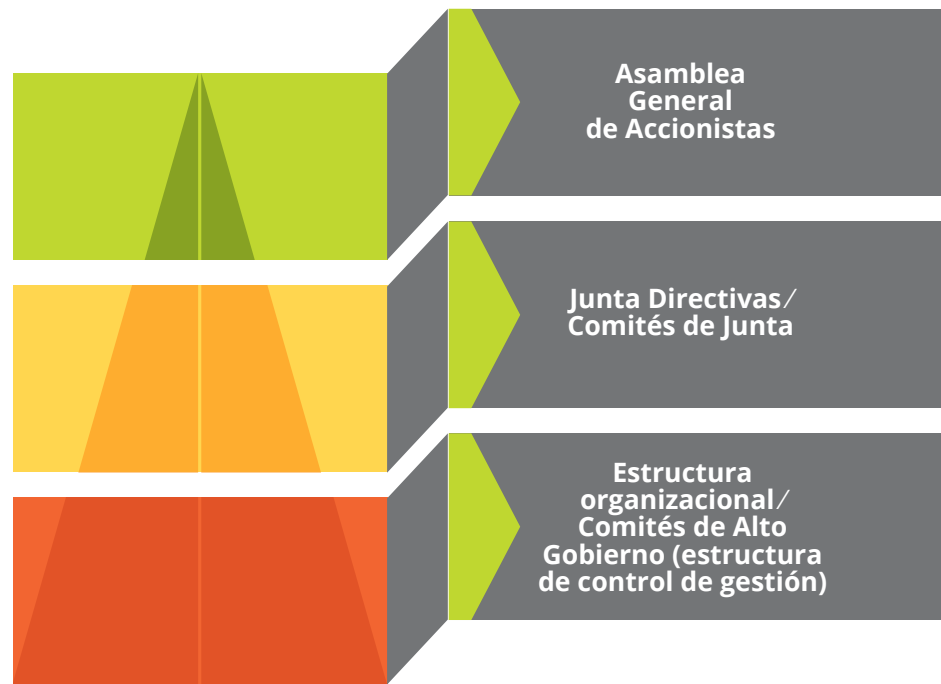 Asamblea
General
de Accionistas
Junta Directivas/
Comités de Junta
Estructura
organizacional/
Comités de Alto
Gobierno (estructura
de control de gestión)